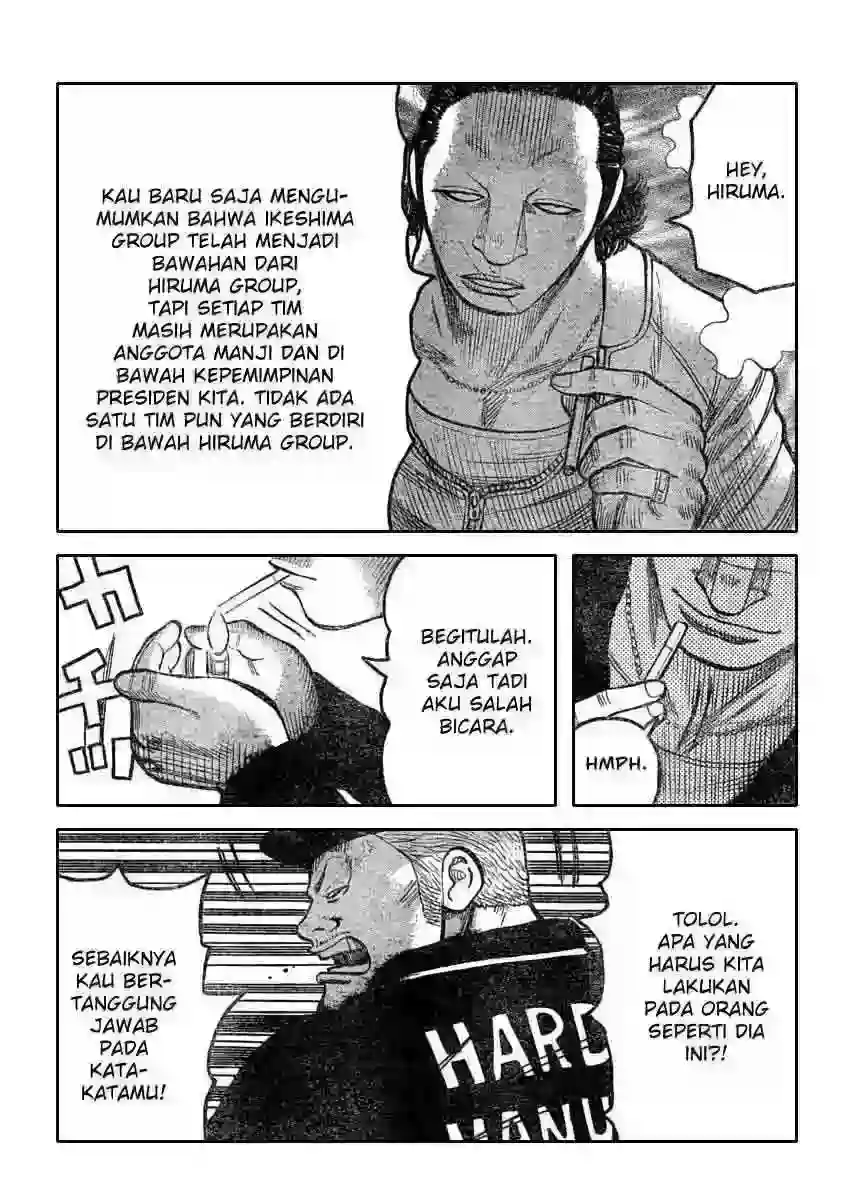 HEY,
HIRUMA.
KAU BARU SAJA MENGU-
MUMKAN BAHWA IKESHIMA
GROUP TELAH MENJADI
BAWAHAN DARI
HIRUMA GROUP,
TAPI SETIAP TIM
MASIH MERUPAKAN
ANGGOTA MANJI DAN DI
BAWAH KEPEMIMPINAN
PRESIDEN KITA. TIDAK ADA
SATU TIM PUN YANG BERDIRI
DI BAWAH HIRUMA GROUP.
カ
チ
BEGITULAH.
ANGGAP
SAJA TADI
AKU SALAH
BICARA.
HMPH.
SEBAIKNYA
KAU BER-
TANGGUNG
JAWAB
PADA
KATA-
KATAMU!
TOLOL.
APA YANG
HARUS KITA
LAKUKAN
PADA ORANG
SEPERTI DIA
INI?!
HARD